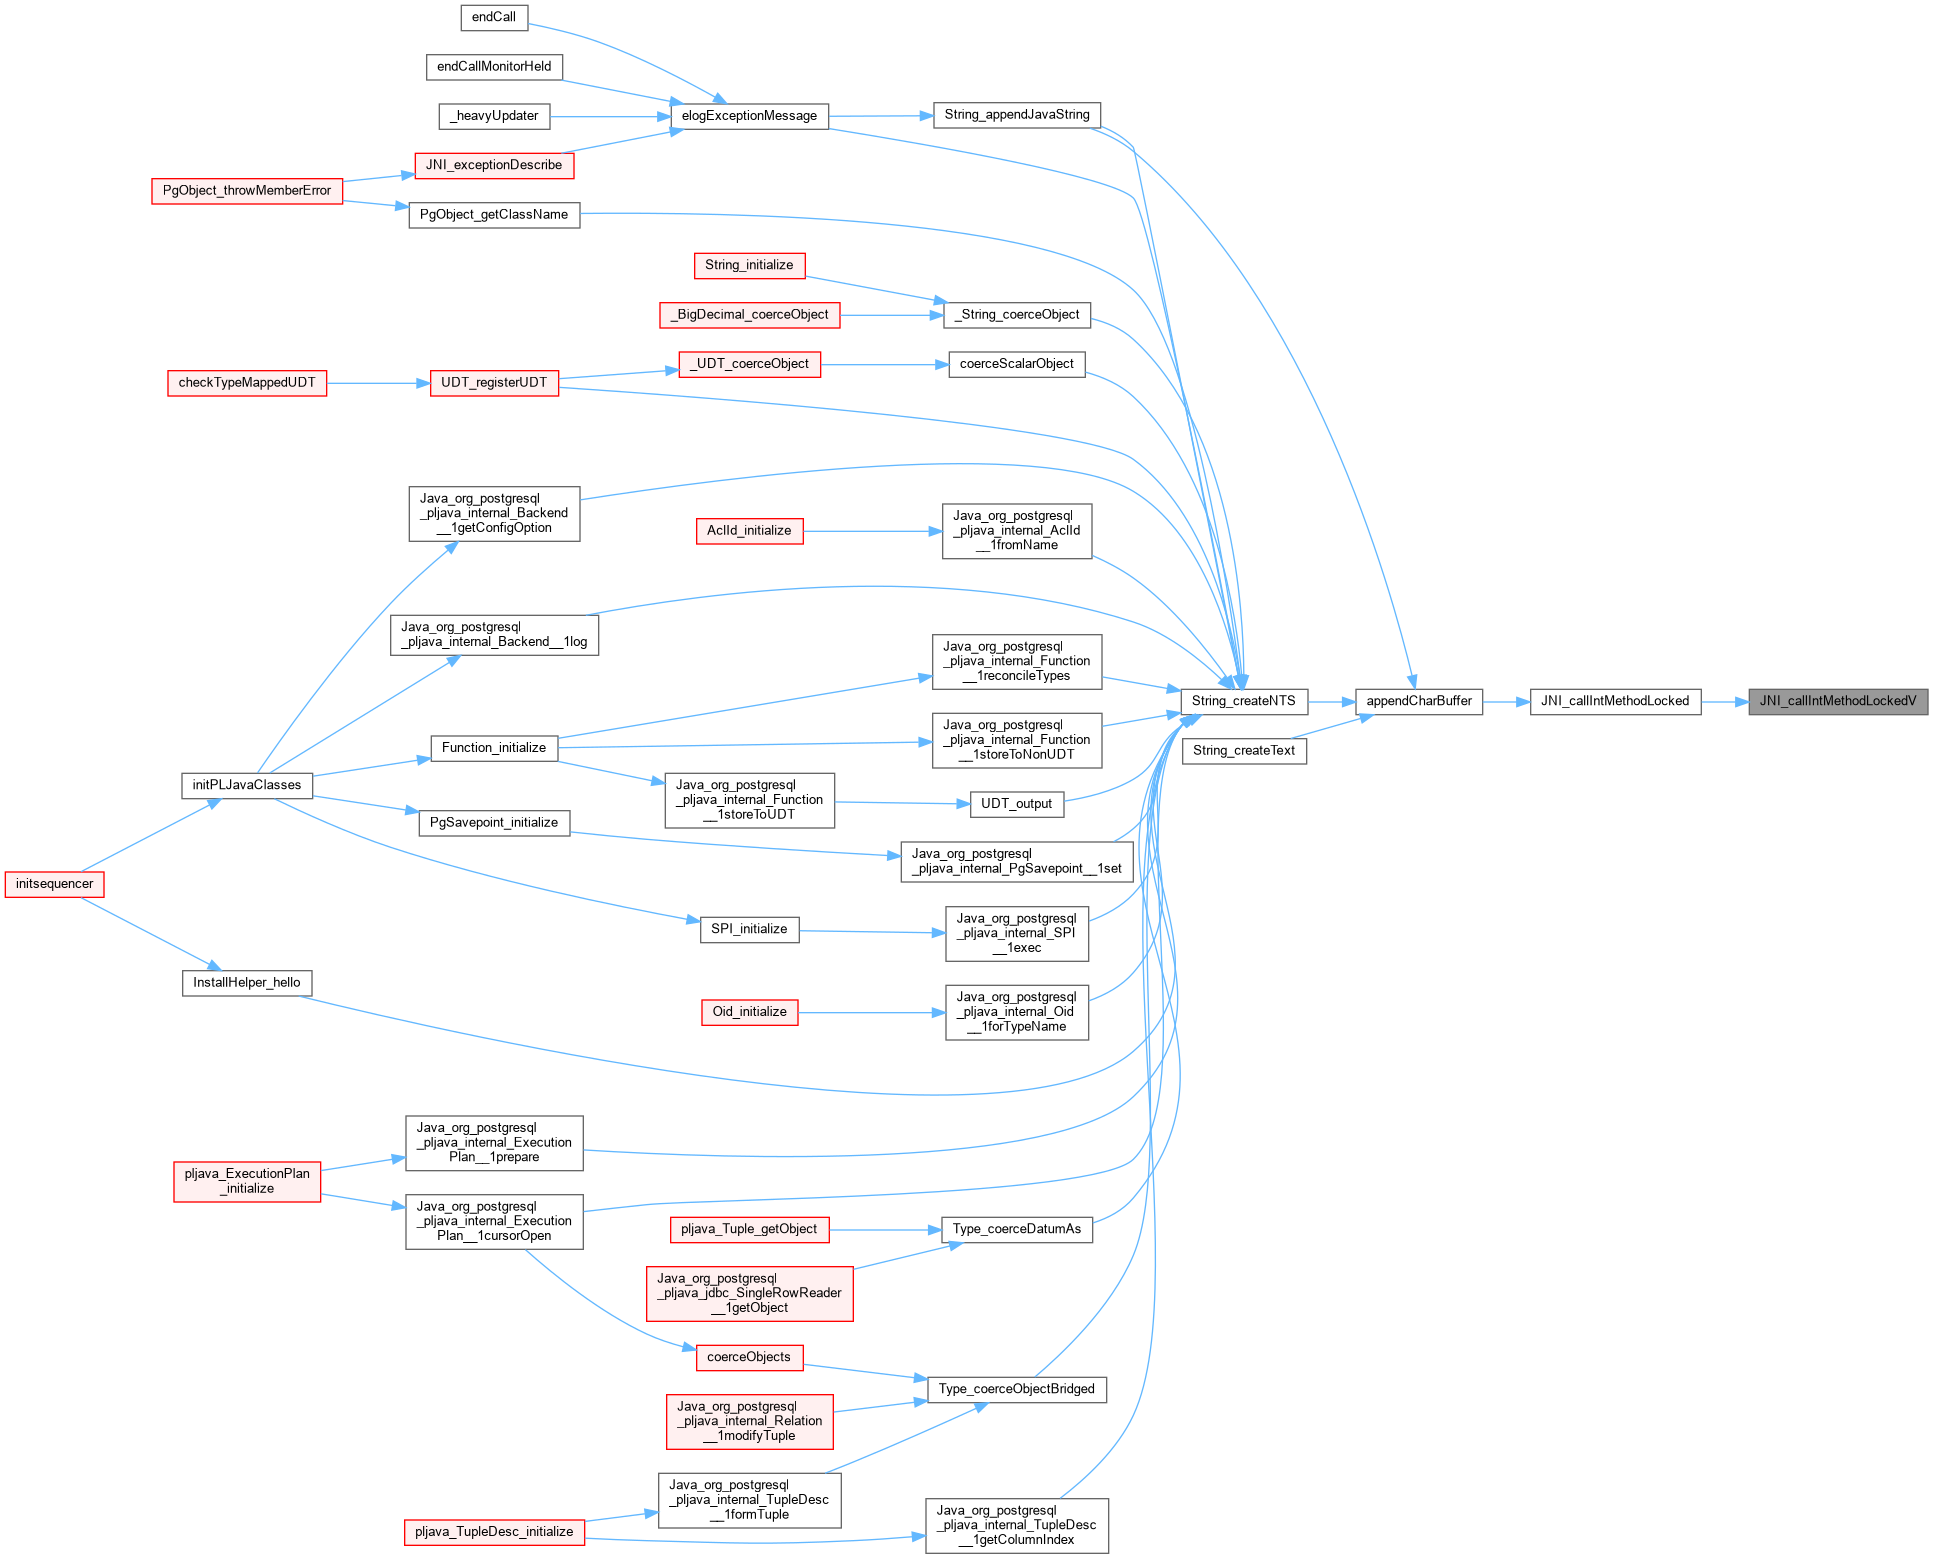 endCall
endCallMonitorHeld
_heavyUpdater
elogExceptionMessage
String_appendJavaString
JNI_exceptionDescribe
PgObject_throwMemberError
PgObject_getClassName
String_initialize
_BigDecimal_coerceObject
_String_coerceObject
checkTypeMappedUDT
UDT_registerUDT
_UDT_coerceObject
coerceScalarObject
Java_org_postgresql
_pljava_internal_Backend
__1getConfigOption
AclId_initialize
Java_org_postgresql
_pljava_internal_AclId
__1fromName
Java_org_postgresql
_pljava_internal_Backend__1log
Java_org_postgresql
_pljava_internal_Function
__1reconcileTypes
String_createNTS
appendCharBuffer
JNI_callIntMethodLocked
JNI_callIntMethodLockedV
Function_initialize
Java_org_postgresql
_pljava_internal_Function
__1storeToNonUDT
String_createText
initPLJavaClasses
Java_org_postgresql
_pljava_internal_Function
__1storeToUDT
UDT_output
PgSavepoint_initialize
Java_org_postgresql
_pljava_internal_PgSavepoint__1set
initsequencer
SPI_initialize
Java_org_postgresql
_pljava_internal_SPI
__1exec
InstallHelper_hello
Oid_initialize
Java_org_postgresql
_pljava_internal_Oid
__1forTypeName
Java_org_postgresql
_pljava_internal_Execution
Plan__1prepare
pljava_ExecutionPlan
_initialize
Java_org_postgresql
_pljava_internal_Execution
Plan__1cursorOpen
pljava_Tuple_getObject
Type_coerceDatumAs
Java_org_postgresql
_pljava_jdbc_SingleRowReader
__1getObject
coerceObjects
Type_coerceObjectBridged
Java_org_postgresql
_pljava_internal_Relation
__1modifyTuple
Java_org_postgresql
_pljava_internal_TupleDesc
__1formTuple
pljava_TupleDesc_initialize
Java_org_postgresql
_pljava_internal_TupleDesc
__1getColumnIndex